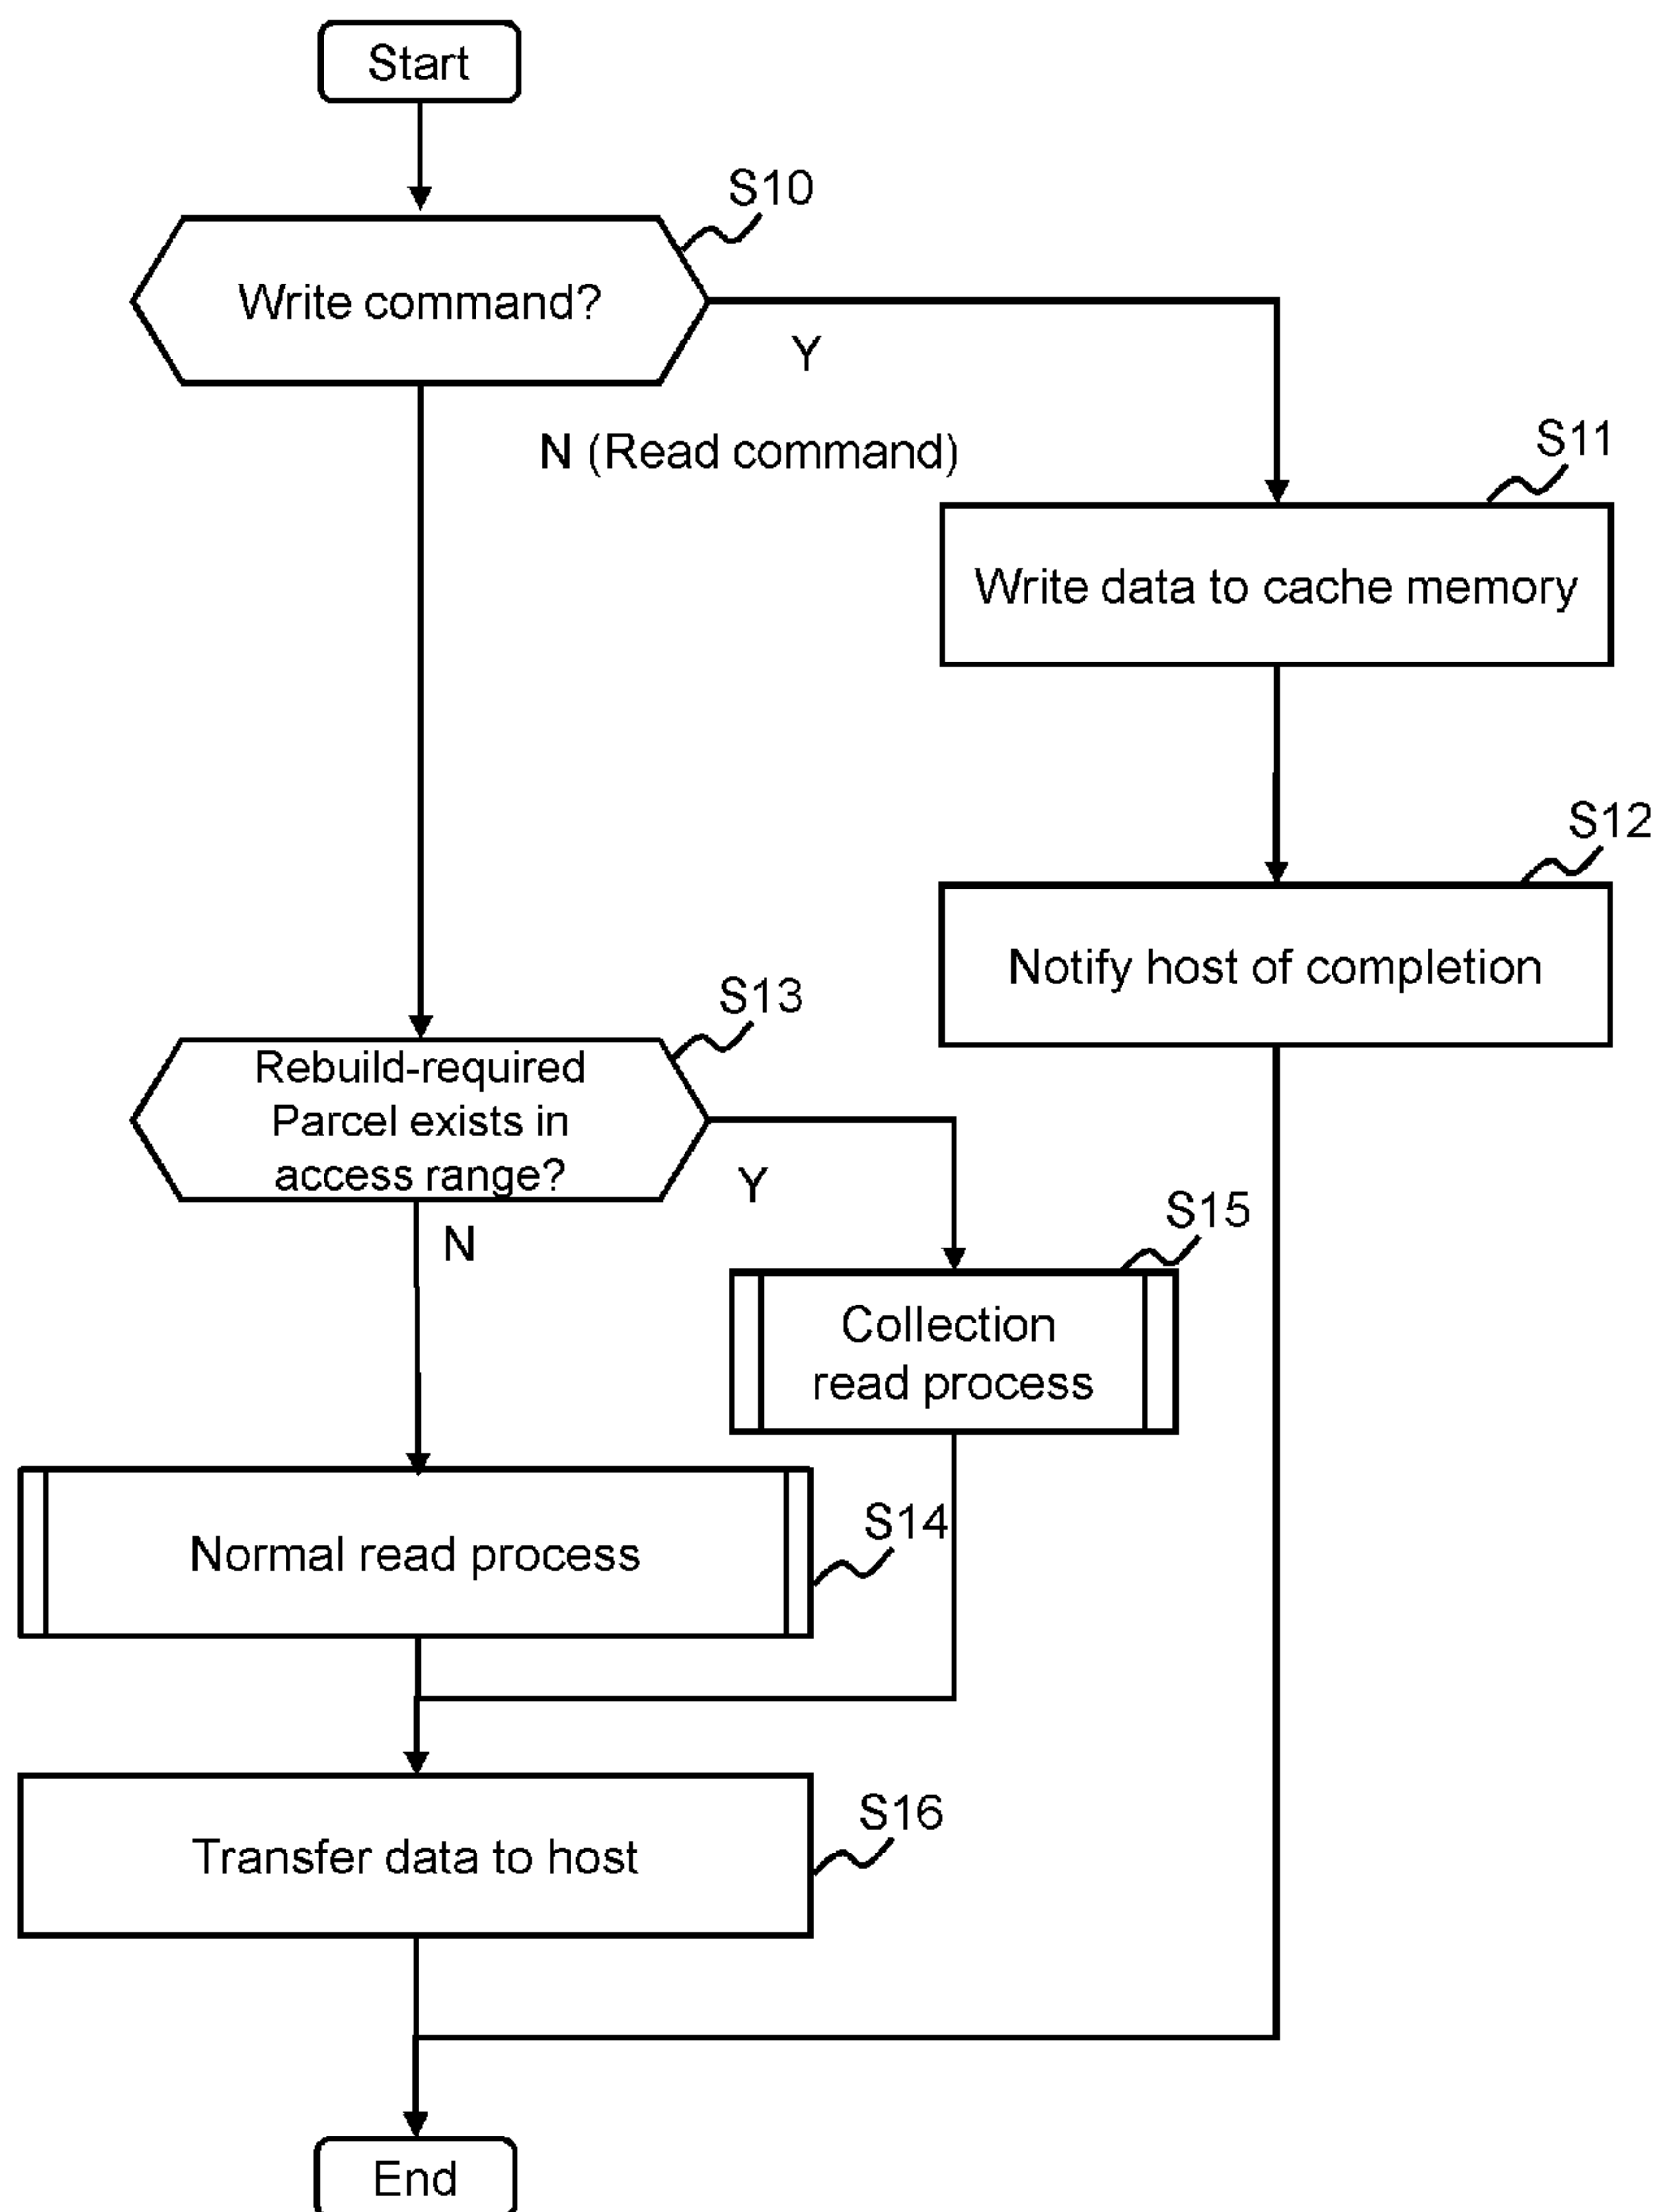 Start
S10
Write command?
Y
N (Read command)
S11
Write data to cache memory
S12
Notify host of completion
S13
Rebuild-required
Parcel exists in
access range?
Y
N
S15
Collection
read process
S14
Normal read process
S16
Transfer data to host
End